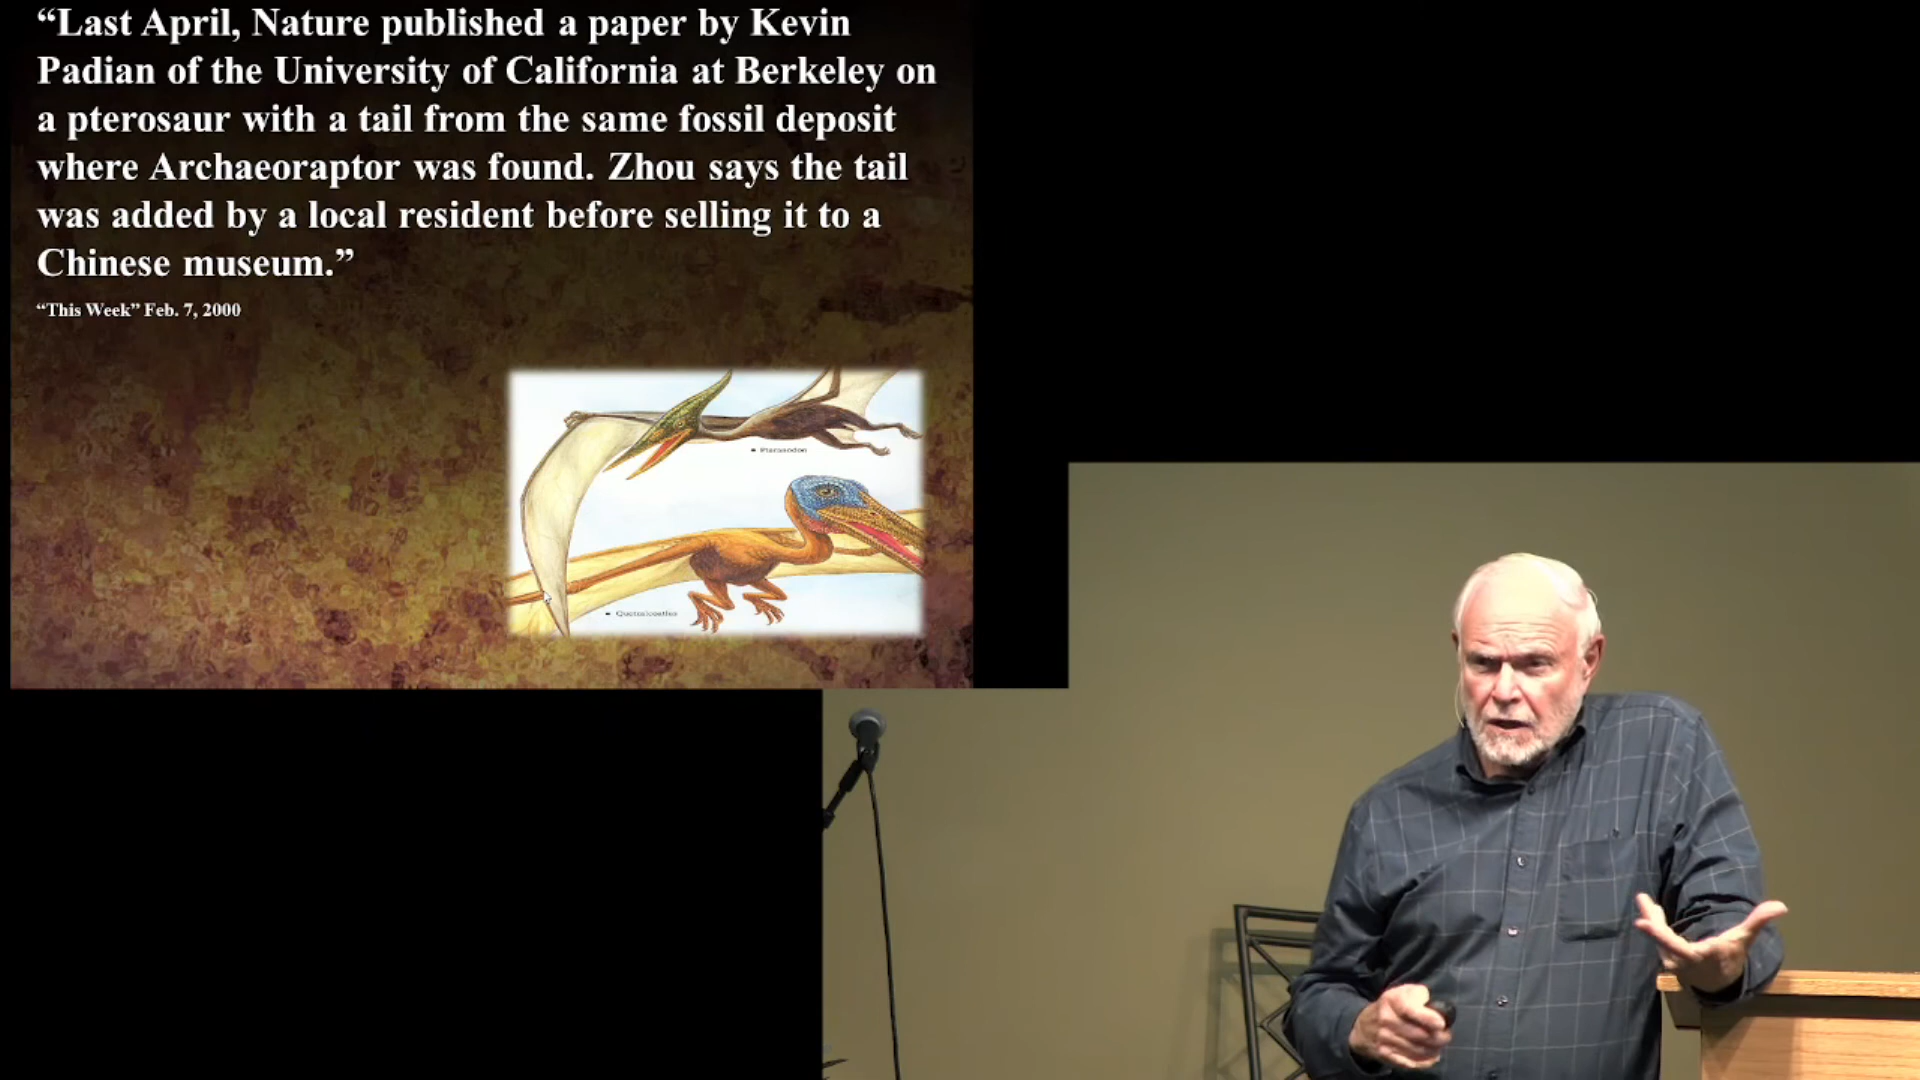 “Last April, Nature published a paper by Kevin
Padian of the University of California at Berkeley on
a pterosaur with a tail from the same fossil deposit
where Archaeoraptor was found. Zhou says the tail
was added by a local resident before selling it to a
Chinese museum.”
“This Week” Feb. 7, 2000
▪ Pteranodon
▪ Quetzalcoatlus